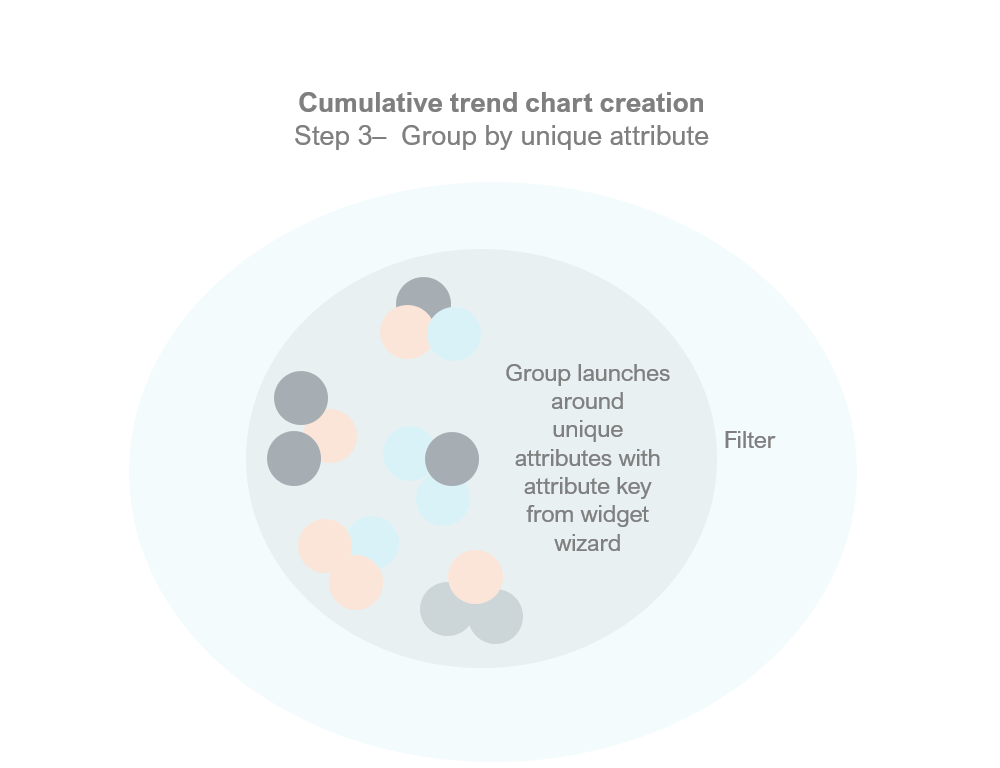 Cumulative trend chart creation
Step 3–  Group by unique attribute
Group launches
around
unique
attributes with
attribute key
from widget
wizard
Filter